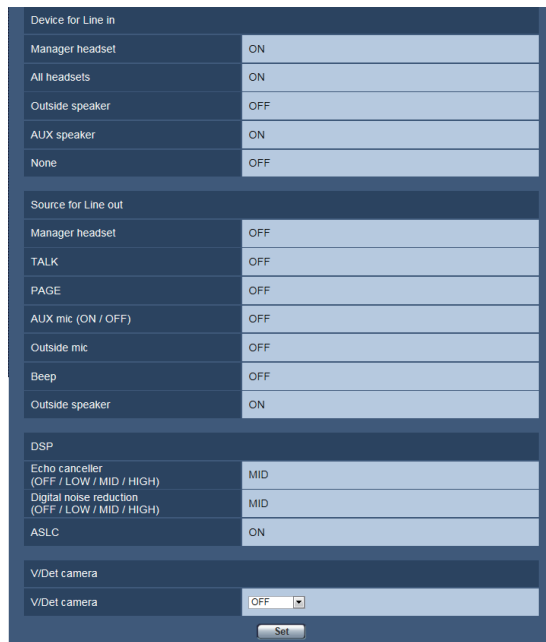 Device for Line in
Manager headset ON
All headsets ON
Outside speaker OFF
AUX speaker ON
None OFF
Source for Line out
Manager headset OFF
TALK OFF
PAGE OFF
AUX mic (ON / OFF) OFF
Outside mic OFF
Beep OFF
Outside speaker ON
DSP
Echo canceller
(OFF / LOW / MID / HIGH) MID
Digital noise reduction
(OFF / LOW / MID / HIGH) MID
ASLC ON
V/Det camera
V/Det camera OFF
Set